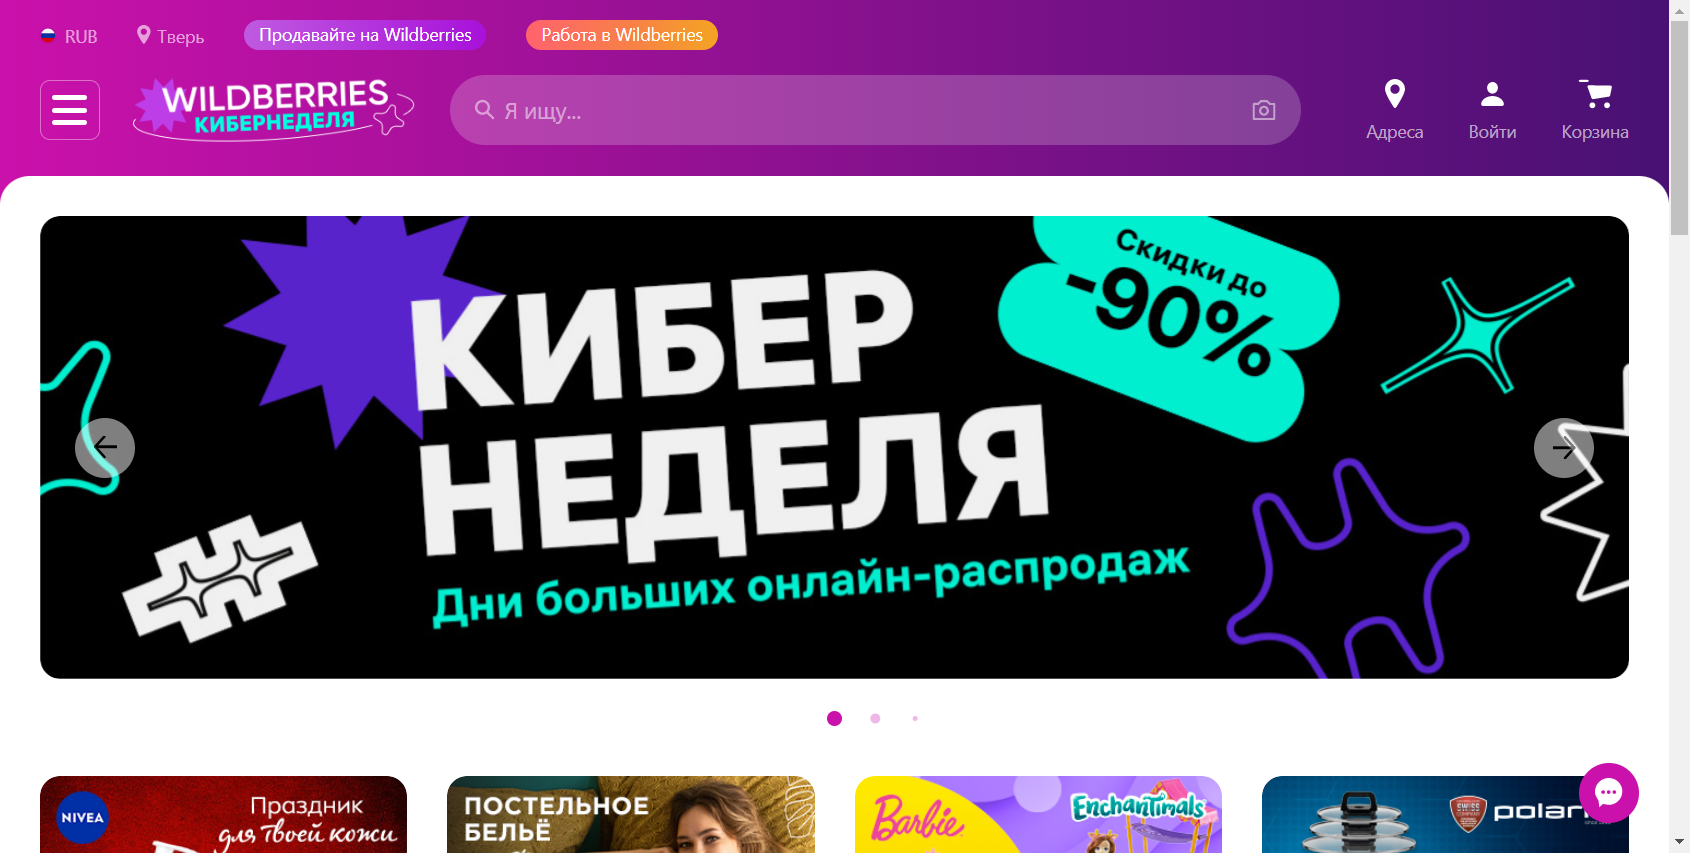 RUB
Тверь
Продавайте на Wildberries
Работа в Wildberries
WILDBERRIES
КИБЕРНЕДЕЛЯ
Я ищу...
Адреса
Войти
Корзина
Скидки до
-90%
КИБЕР
НЕДЕЛЯ
Дни больших онлайн-распродаж
NIVEA
Праздник
для твоей кожи
ПОСТЕЛЬНОЕ
БЕЛЬЁ
Barbie
Enchantimals
SWISS